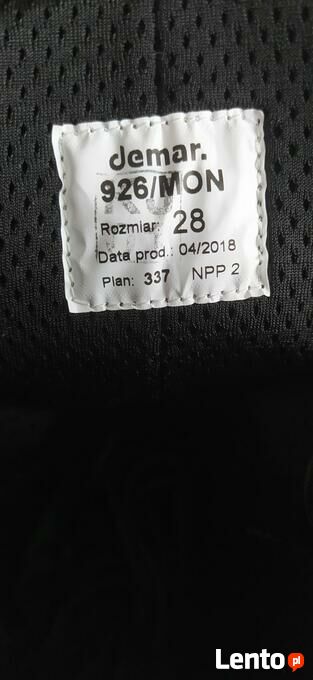 demar.
926/MON
Rozmiar: 28
Data prod.: 04/2018
Plan: 337 NPP 2
Lento.pl